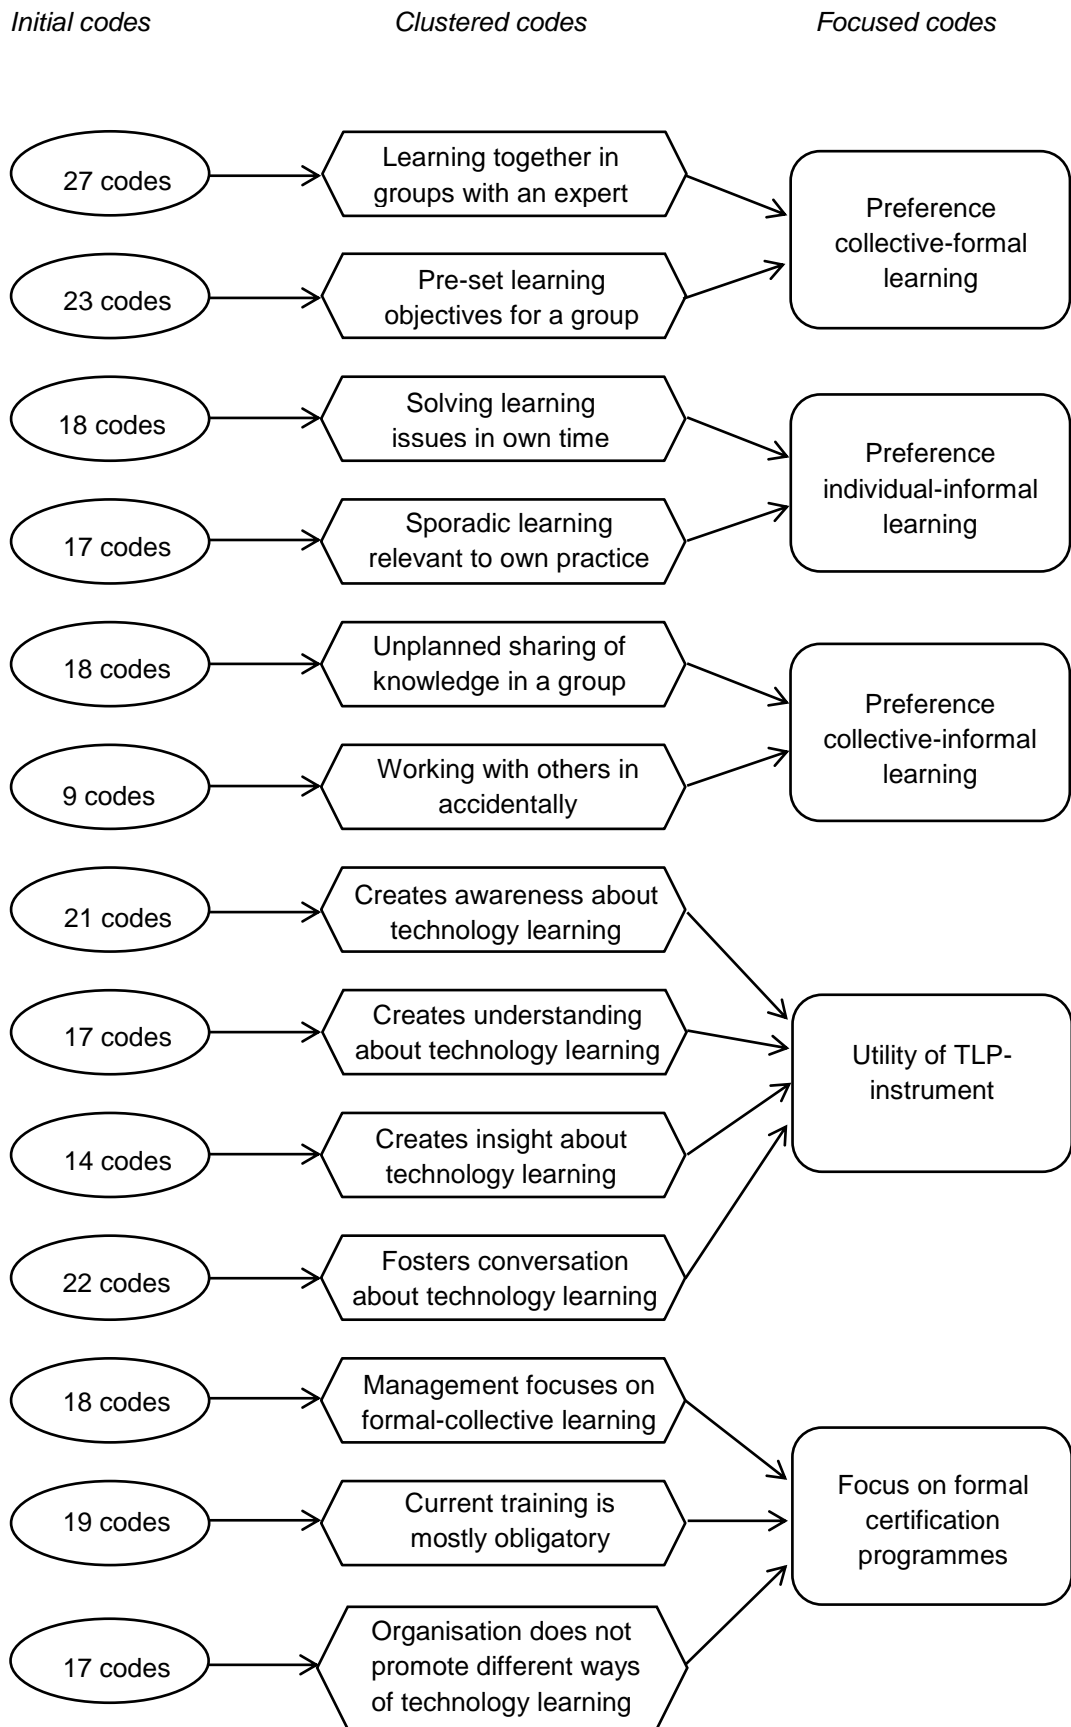 Initial codes
Clustered codes
Focused codes
27 codes
Learning together in
groups with an expert
23 codes
Pre-set learning
objectives for a group
Preference
collective-formal
learning
18 codes
Solving learning
issues in own time
17 codes
Sporadic learning
relevant to own practice
Preference
individual-informal
learning
18 codes
Unplanned sharing of
knowledge in a group
9 codes
Working with others in
accidentally
Preference
collective-informal
learning
21 codes
Creates awareness about
technology learning
17 codes
Creates understanding
about technology learning
14 codes
Creates insight about
technology learning
22 codes
Fosters conversation
about technology learning
Utility of TLP-
instrument
18 codes
Management focuses on
formal-collective learning
19 codes
Current training is
mostly obligatory
17 codes
Organisation does not
promote different ways
of technology learning
Focus on formal
certification
programmes